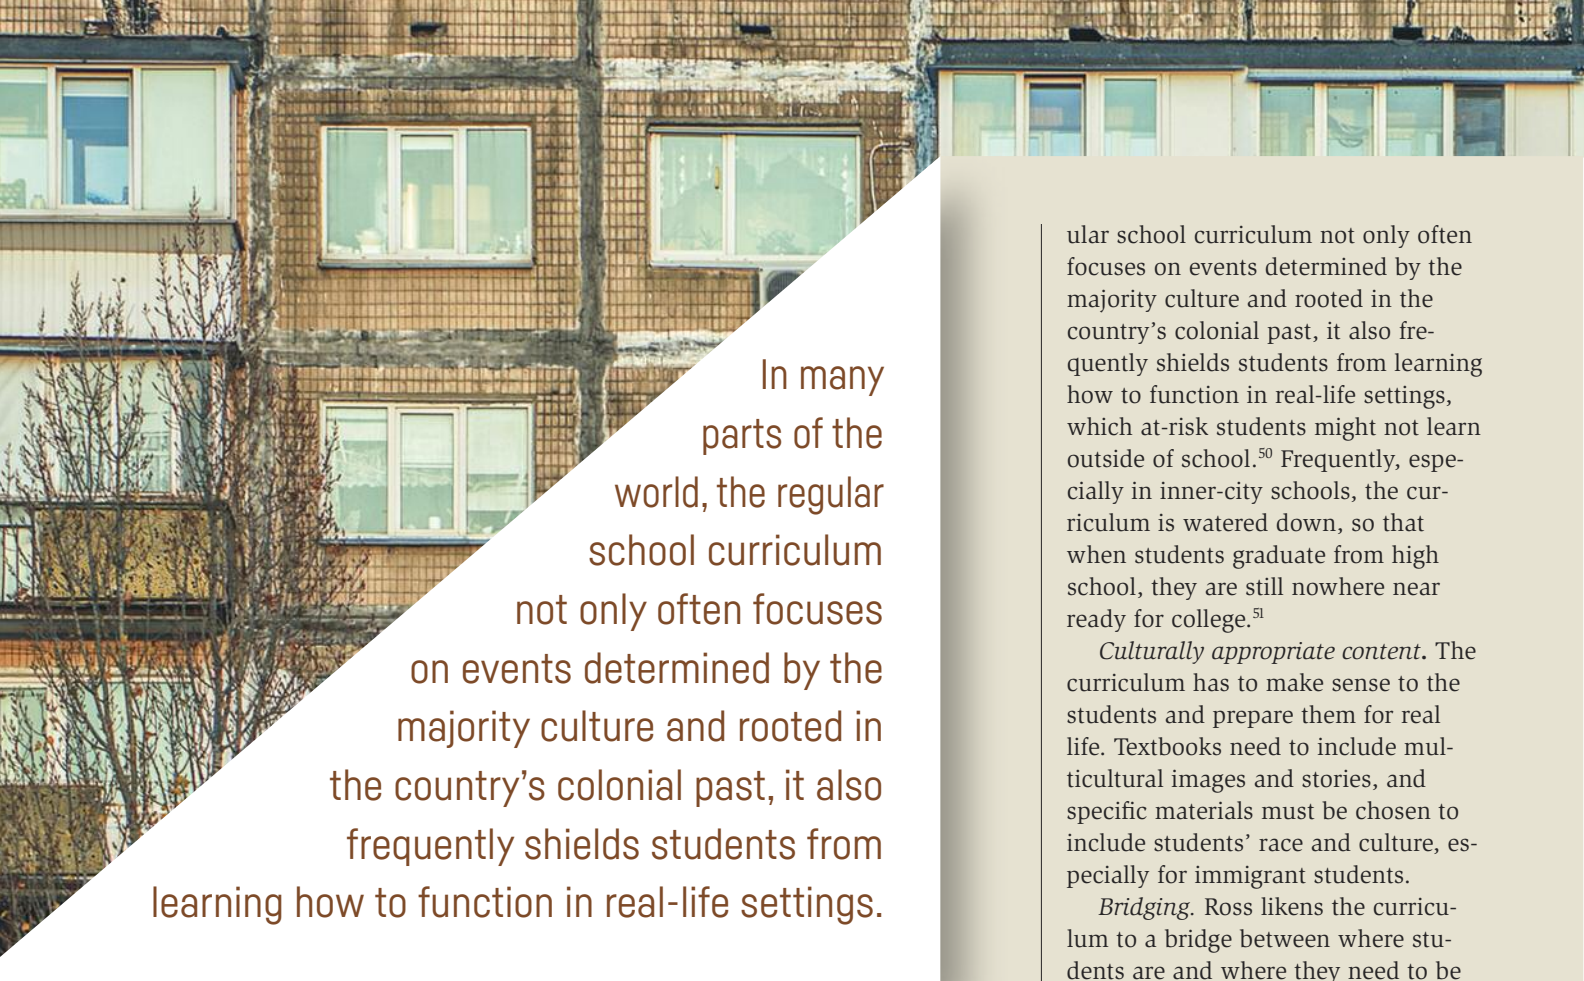 In many
parts of the
world, the regular
school curriculum
not only often focuses
on events determined by the
majority culture and rooted in
the country’s colonial past, it also
frequently shields students from
learning how to function in real-life settings.
ular school curriculum not only often
focuses on events determined by the
majority culture and rooted in the
country’s colonial past, it also fre-
quently shields students from learning
how to function in real-life settings,
which at-risk students might not learn
outside of school.50 Frequently, espe-
cially in inner-city schools, the cur-
riculum is watered down, so that
when students graduate from high
school, they are still nowhere near
ready for college.51
Culturally appropriate content. The
curriculum has to make sense to the
students and prepare them for real
life. Textbooks need to include mul-
ticultural images and stories, and
specific materials must be chosen to
include students’ race and culture, es-
pecially for immigrant students.
Bridging. Ross likens the curricu-
lum to a bridge between where stu-
dents are and where they need to be